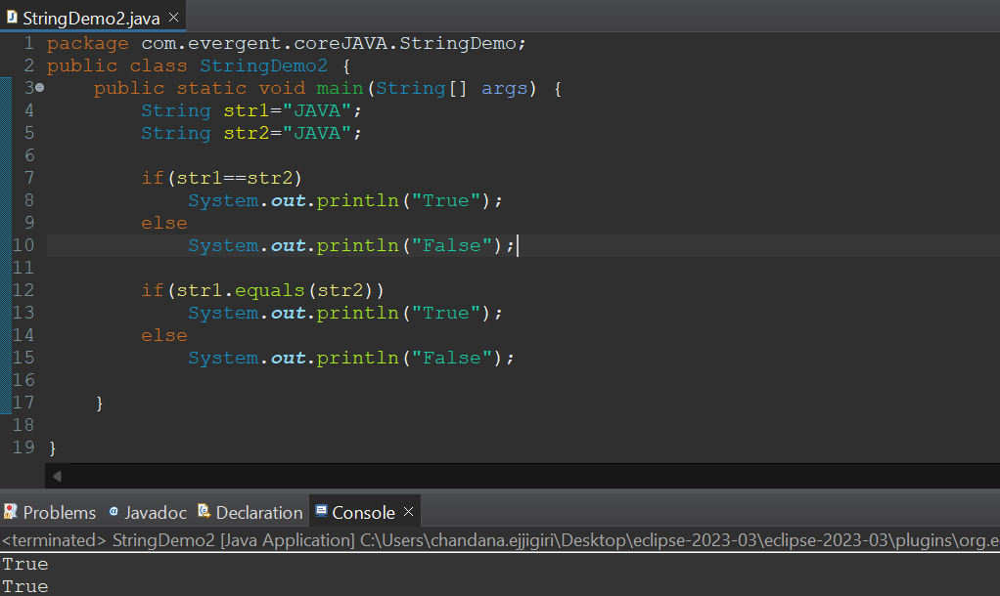 StringDemo2.java
1 package com.evergent.coreJAVA.StringDemo;
2 public class StringDemo2 {
3 public static void main(String[] args) {
4 String str1="JAVA";
5 String str2="JAVA";
6
7 if(str1==str2)
8 System.out.println("True");
9 else
10 System.out.println("False");
11
12 if(str1.equals(str2))
13 System.out.println("True");
14 else
15 System.out.println("False");
16
17 }
18
19 }
Problems Javadoc Declaration Console
<terminated> StringDemo2 [Java Application] C:\Users\chandana.ejjigiri\Desktop\eclipse-2023-03\eclipse-2023-03\plugins\org.e
True
True